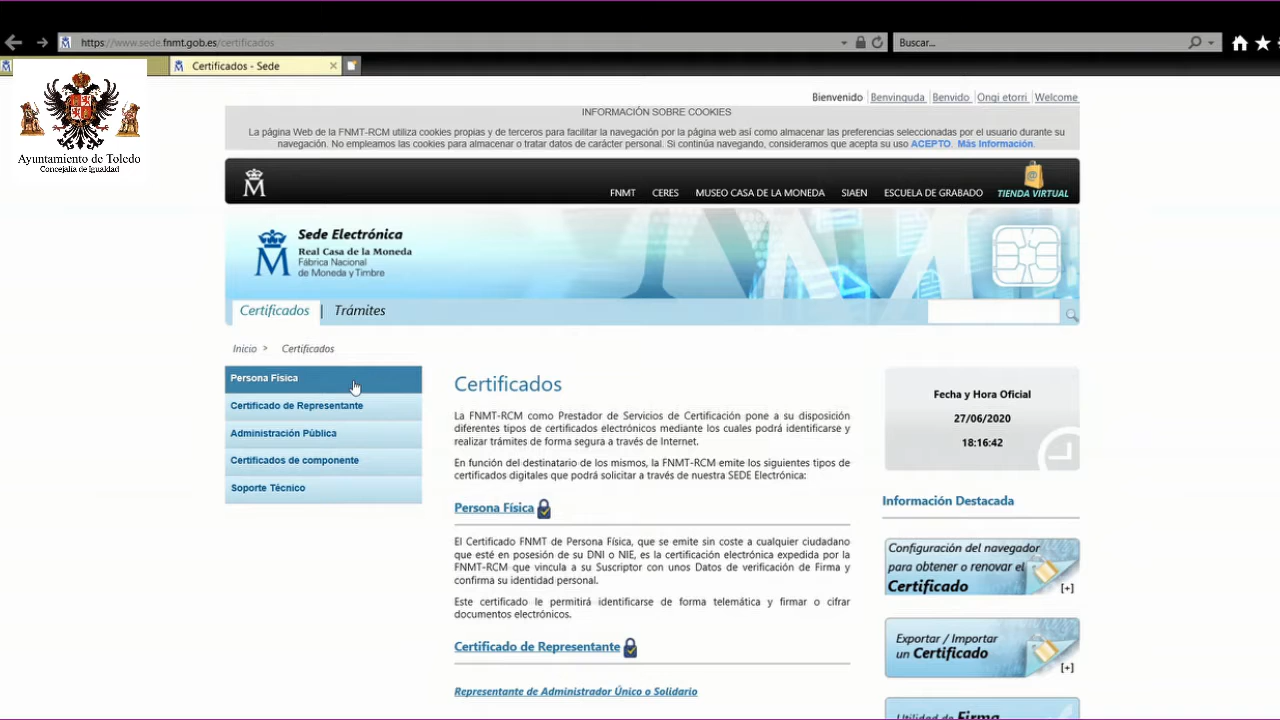 https://www.sede.fnmt.gob.es/certificados
Buscar...
Certificados - Sede
Ayuntamiento de Toledo
Concejalía de Igualdad
Bienvenido Benvinguda Benvido Ongi etorri Welcome
INFORMACIÓN SOBRE COOKIES
La página Web de la FNMT-RCM utiliza cookies propias y de terceros para facilitar la navegación por la página web así como almacenar las preferencias seleccionadas por el usuario durante su
navegación. No empleamos las cookies para almacenar o tratar datos de carácter personal. Si continúa navegando, consideramos que acepta su uso ACEPTO. Más Información.
M
FNMT CERES MUSEO CASA DE LA MONEDA SIAEN ESCUELA DE GRABADO TIENDA VIRTUAL
Sede Electrónica
Real Casa de la Moneda
Fábrica Nacional
de Moneda y Timbre
Certificados | Trámites
Inicio > Certificados
Persona Física
Certificado de Representante
Administración Pública
Certificados de componente
Soporte Técnico
Certificados
La FNMT-RCM como Prestador de Servicios de Certificación pone a su disposición
diferentes tipos de certificados electrónicos mediante los cuales podrá identificarse y
realizar trámites de forma segura a través de Internet.
En función del destinatario de los mismos, la FNMT-RCM emite los siguientes tipos de
certificados digitales que podrá solicitar a través de nuestra SEDE Electrónica:
Persona Física
El Certificado FNMT de Persona Física, que se emite sin coste a cualquier ciudadano
que esté en posesión de su DNI o NIE, es la certificación electrónica expedida por la
FNMT-RCM que vincula a su Suscriptor con unos Datos de verificación de Firma y
confirma su identidad personal.
Este certificado le permitirá identificarse de forma telemática y firmar o cifrar
documentos electrónicos.
Certificado de Representante
Representante de Administrador Único o Solidario
Fecha y Hora Oficial
27/06/2020
18:16:42
Información Destacada
Configuración del navegador
para obtener o renovar el
Certificado
[+]
Exportar / Importar
un Certificado
[+]
Utilidad de Firma